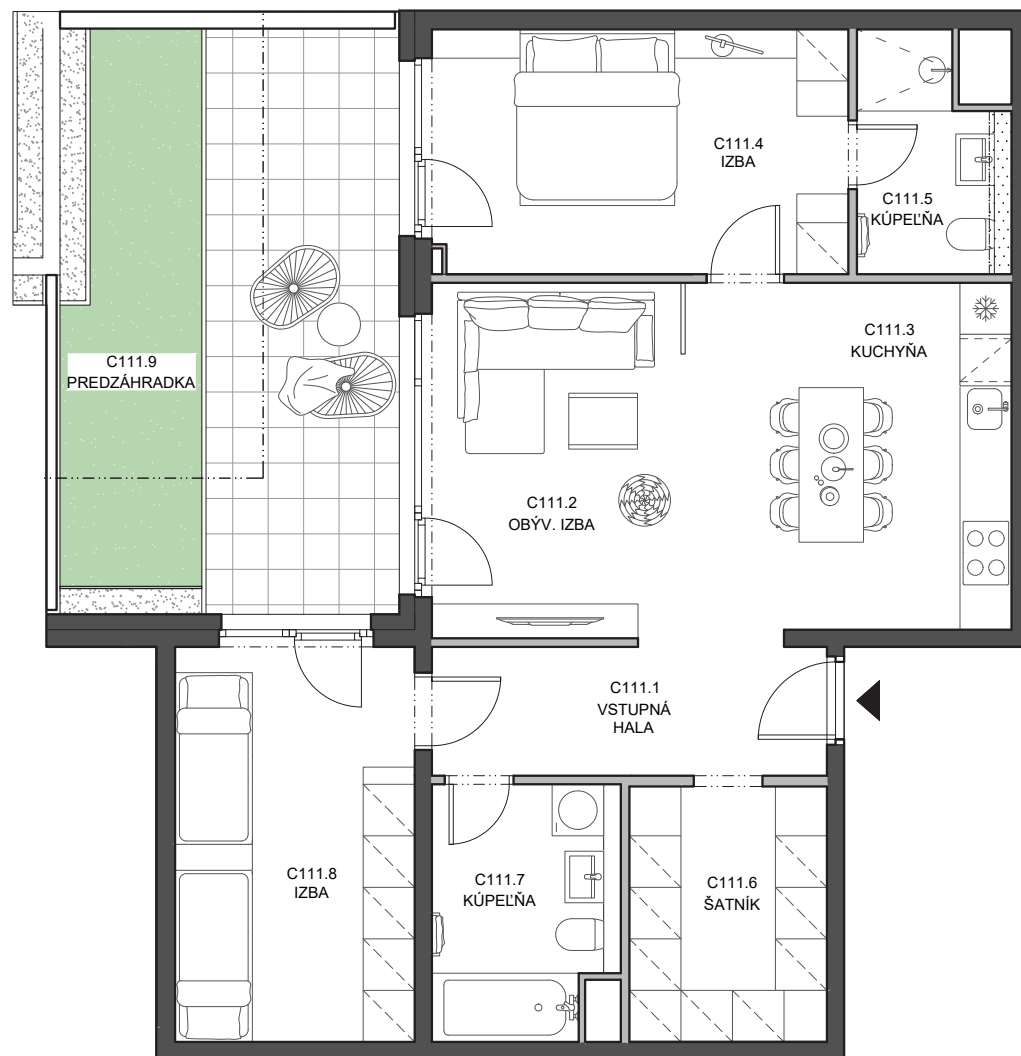 C111.4
IZBA
C111.5
KÚPEĽŇA
C111.3
KUCHYŇA
C111.9
PREDZÁHRADKA
C111.2
OBÝV. IZBA
C111.1
VSTUPNÁ
HALA
C111.8
IZBA
C111.7
KÚPEĽŇA
C111.6
ŠATNÍK